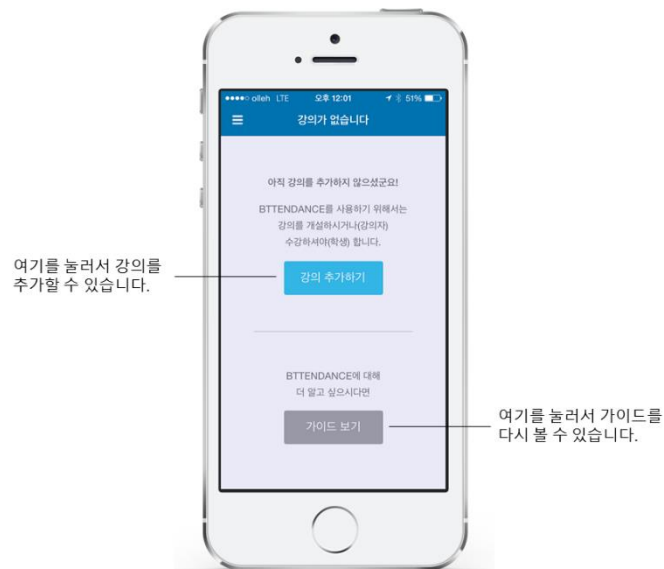 olleh LTE 오후 12:01 51%
강의가 없습니다
아직 강의를 추가하지 않으셨군요!
BTTENDANCE를 사용하기 위해서는
강의를 개설하시거나(강의자)
수강하셔야(학생) 합니다.
여기를 눌러서 강의를
추가할 수 있습니다.
강의 추가하기
BTTENDANCE에 대해
더 알고 싶으시다면
가이드 보기
여기를 눌러서 가이드를
다시 볼 수 있습니다.